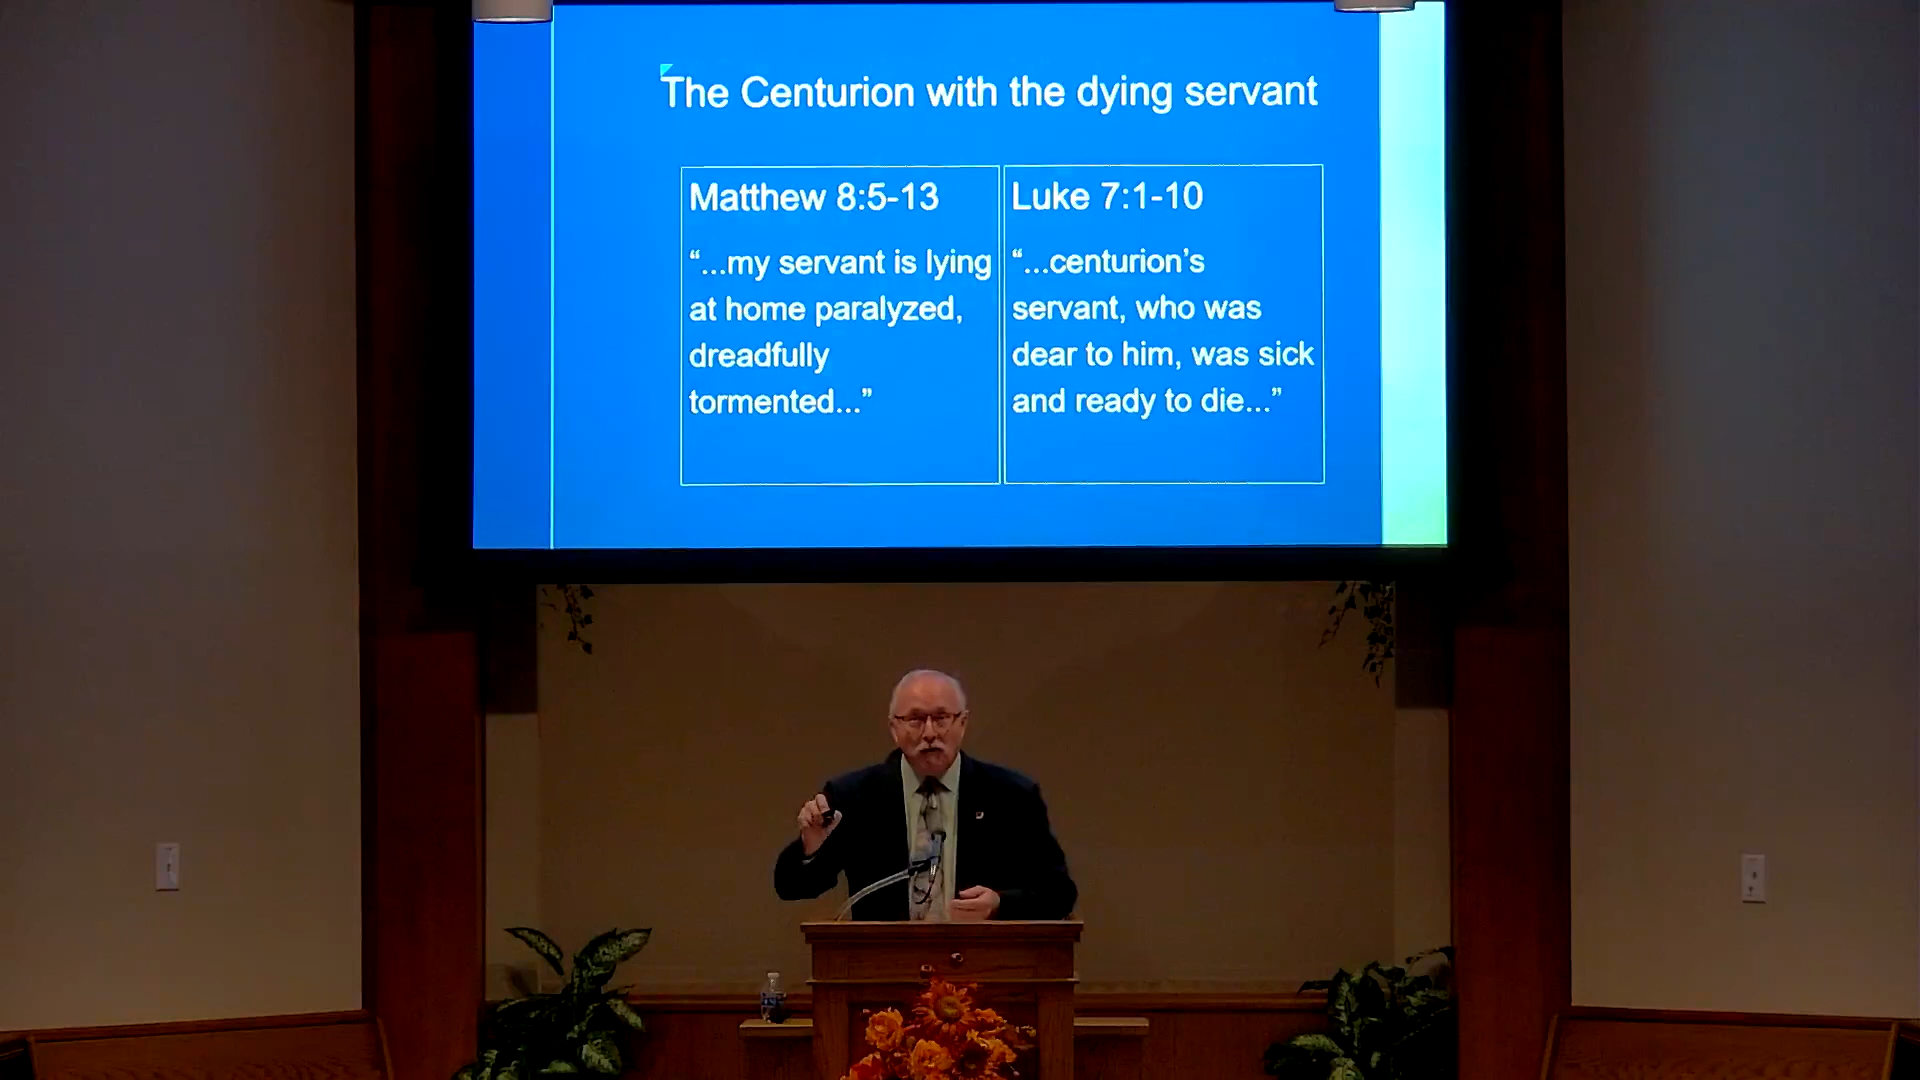 The Centurion with the dying servant
Matthew 8:5-13
“...my servant is lying
at home paralyzed,
dreadfully
tormented...”
Luke 7:1-10
“...centurion’s
servant, who was
dear to him, was sick
and ready to die...”